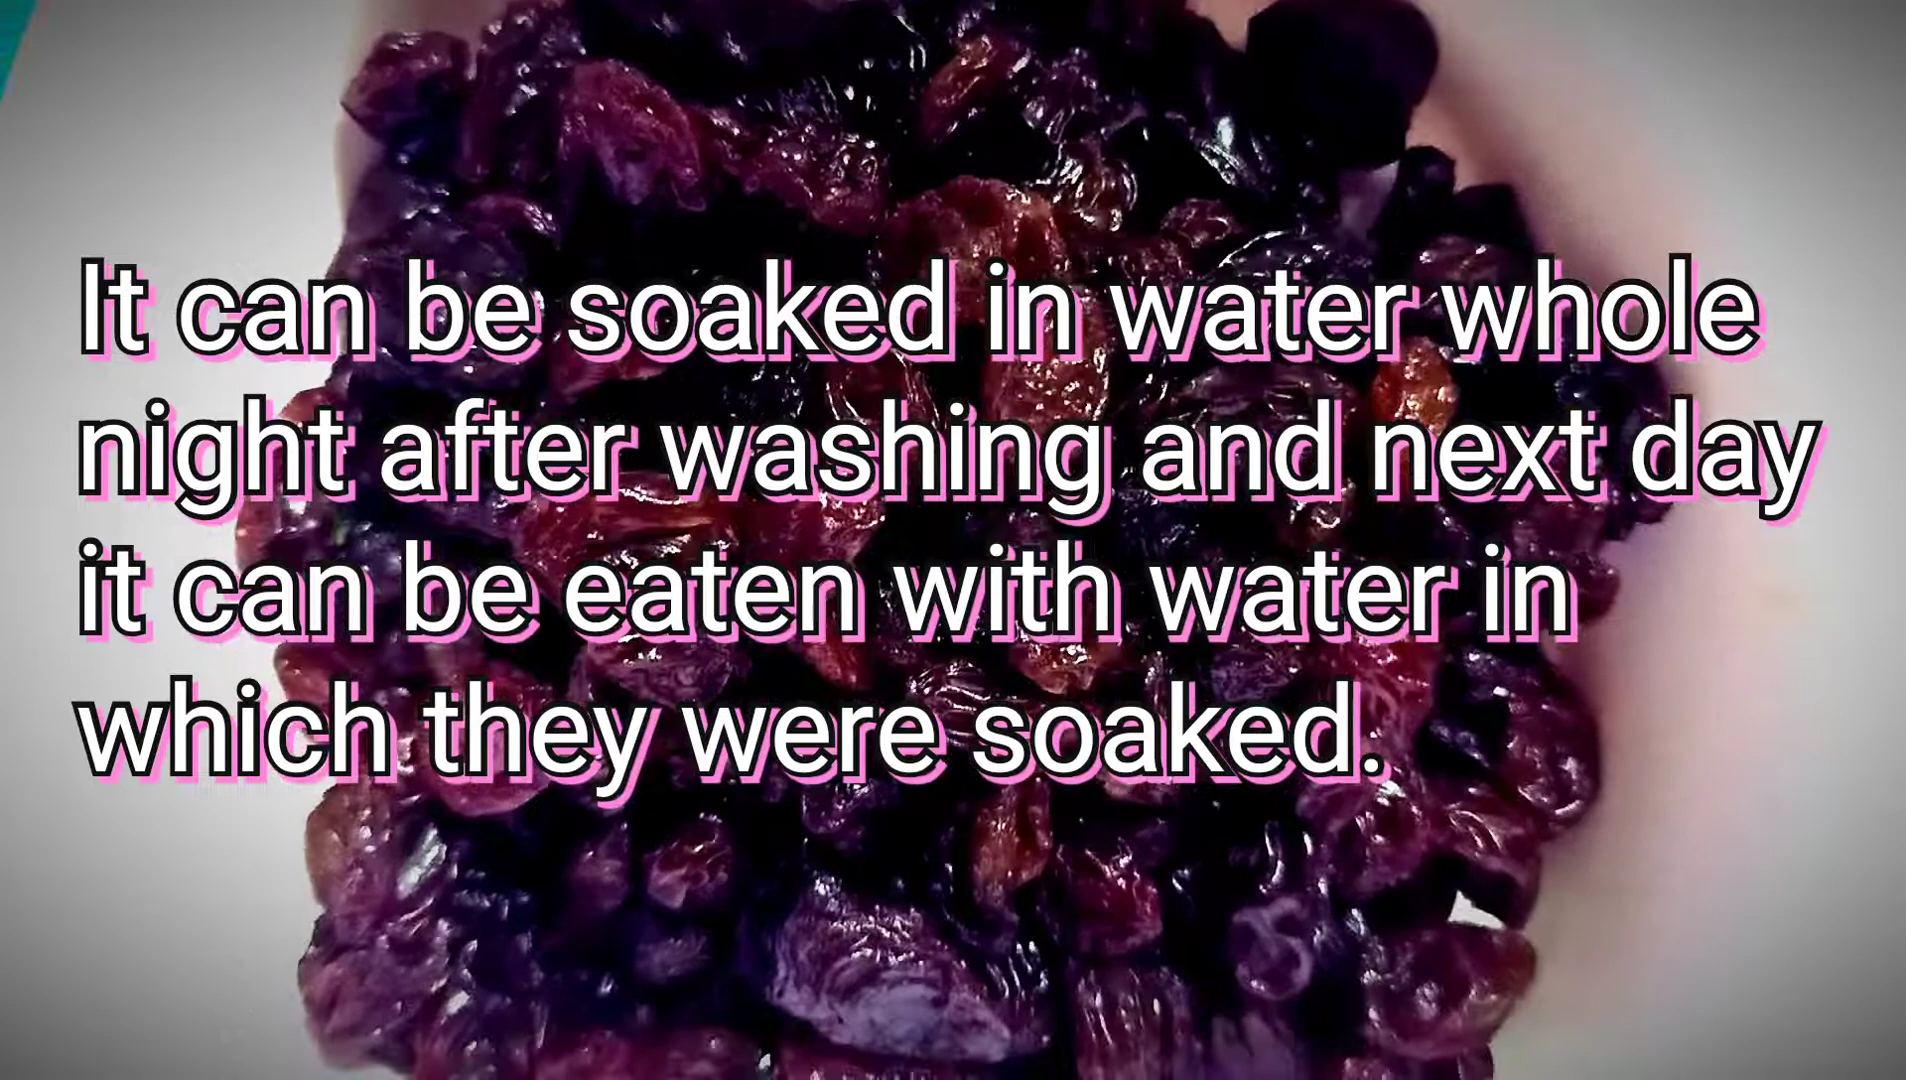 It can be soaked in water whole
night after washing and next day
it can be eaten with water in
which they were soaked.